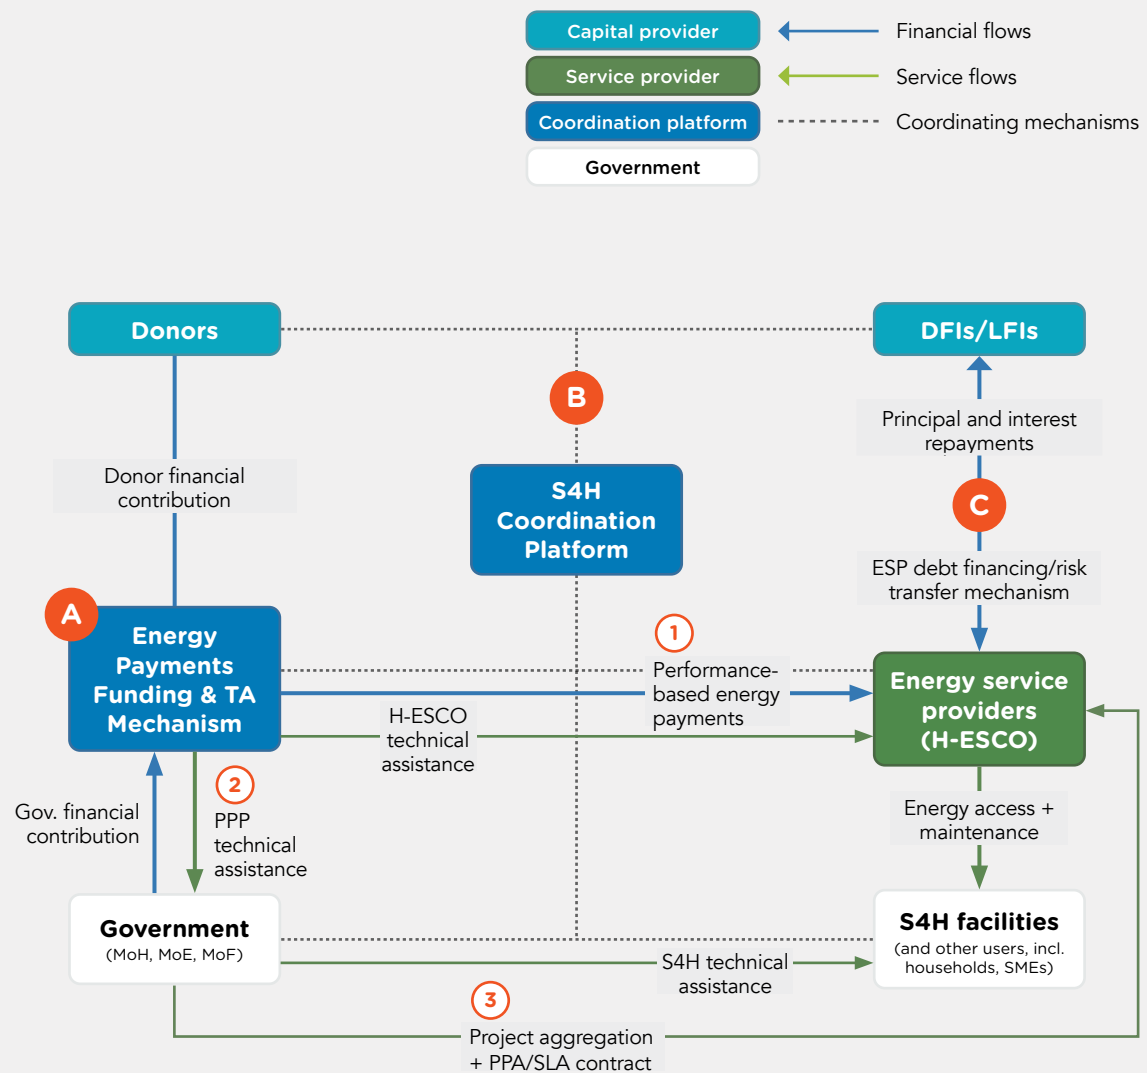 Capital provider
Financial flows
Service provider
Service flows
Coordination platform
Coordinating mechanisms
Government
Donors
DFIs/LFIs
B
Principal and interest
repayments
Donor financial
contribution
S4H
Coordination
Platform
C
ESP debt financing/risk
transfer mechanism
A
Energy
Payments
Funding & TA
Mechanism
1
Performance-
based energy
payments
Energy service
providers
(H-ESCO)
H-ESCO
technical
assistance
2
Gov. financial
contribution
PPP
technical
assistance
Energy access +
maintenance
Government
(MoH, MoE, MoF)
S4H facilities
(and other users, incl.
households, SMEs)
S4H technical
assistance
3
Project aggregation
+ PPA/SLA contract